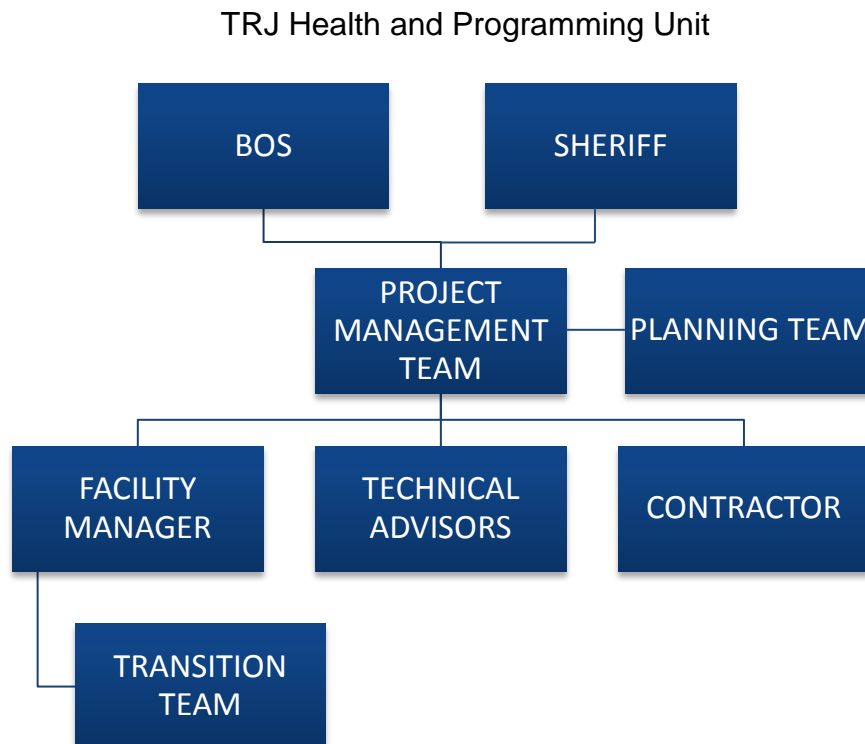 TRJ Health and Programming Unit
BOS
SHERIFF
PROJECT
MANAGEMENT
TEAM
PLANNING TEAM
FACILITY
MANAGER
TECHNICAL
ADVISORS
CONTRACTOR
TRANSITION
TEAM